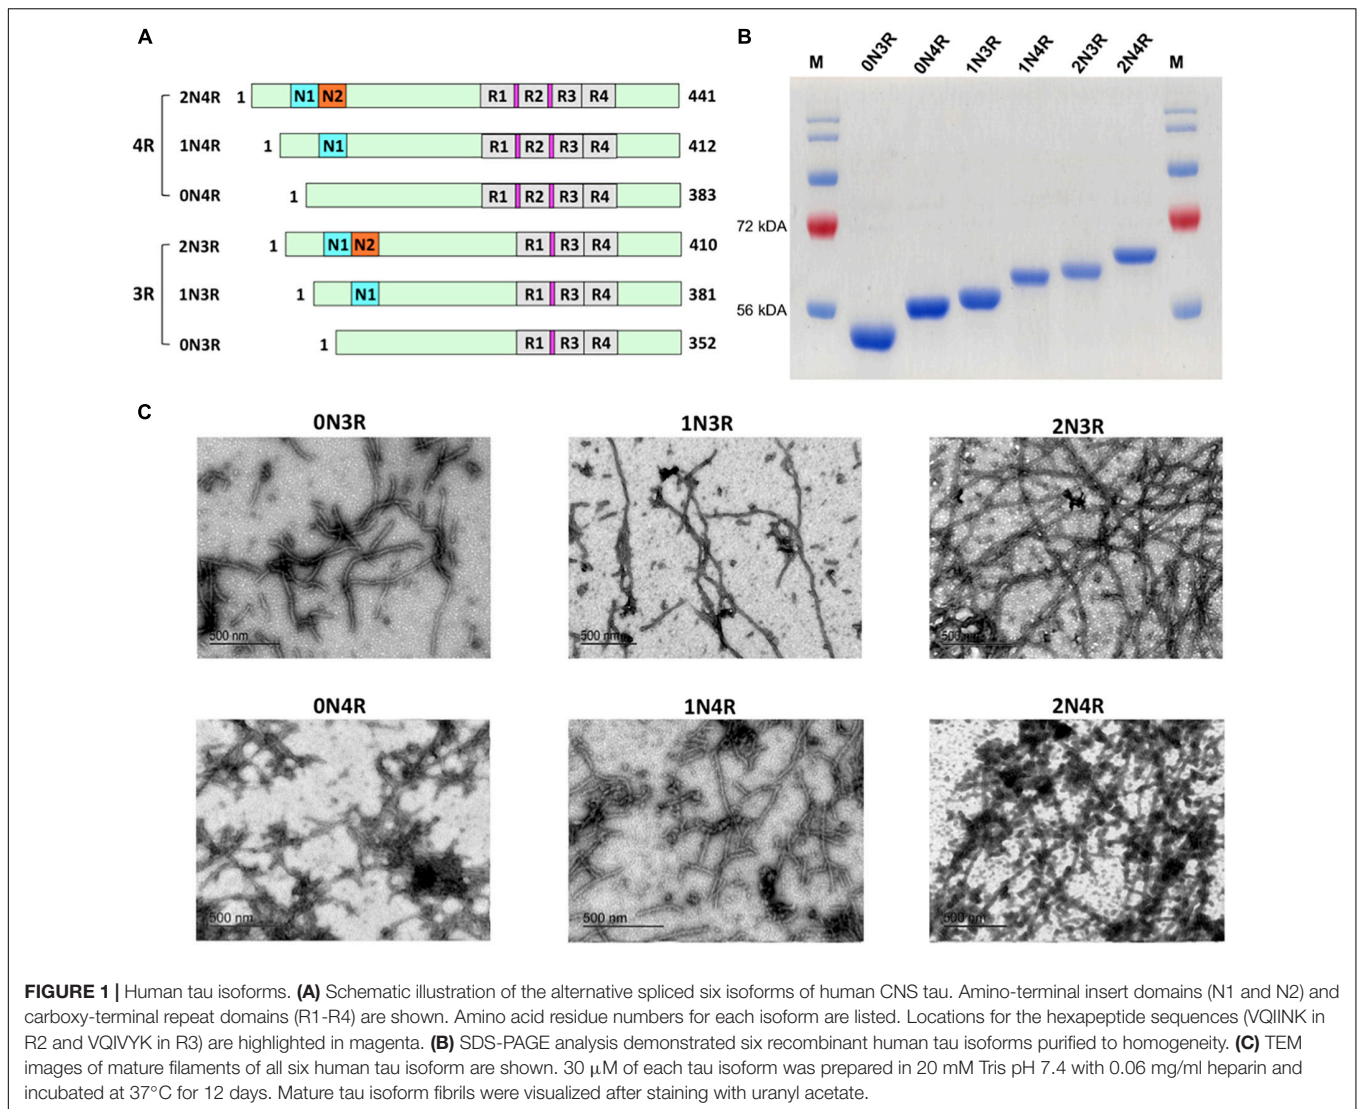 A
2N4R 1 N1 N2 R1 R2 R3 R4 441
4R 1N4R 1 N1 R1 R2 R3 R4 412
0N4R 1 R1 R2 R3 R4 383
2N3R 1 N1 N2 R1 R3 R4 410
3R 1N3R 1 N1 R1 R3 R4 381
0N3R 1 R1 R3 R4 352
B
M 0N3R 0N4R 1N3R 1N4R 2N3R 2N4R M
72 kDA
56 kDA
C
0N3R 1N3R 2N3R
500 nm 500 nm 500 nm
0N4R 1N4R 2N4R
500 nm 500 nm 500 nm
FIGURE 1 | Human tau isoforms. (A) Schematic illustration of the alternative spliced six isoforms of human CNS tau. Amino-terminal insert domains (N1 and N2) and
carboxy-terminal repeat domains (R1-R4) are shown. Amino acid residue numbers for each isoform are listed. Locations for the hexapeptide sequences (VQIINK in
R2 and VQIVYK in R3) are highlighted in magenta. (B) SDS-PAGE analysis demonstrated six recombinant human tau isoforms purified to homogeneity. (C) TEM
images of mature filaments of all six human tau isoform are shown. 30 μM of each tau isoform was prepared in 20 mM Tris pH 7.4 with 0.06 mg/ml heparin and
incubated at 37°C for 12 days. Mature tau isoform fibrils were visualized after staining with uranyl acetate.